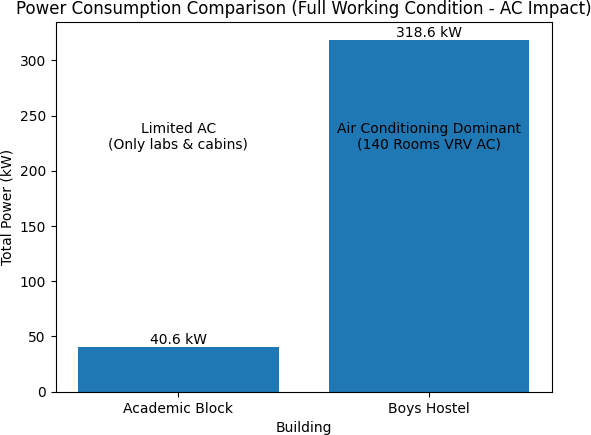 Power Consumption Comparison (Full Working Condition - AC Impact)
318.6 kW
300
Limited AC
(Only labs & cabins)
Air Conditioning Dominant
(140 Rooms VRV AC)
250
200
150
100
50
0
Total Power (kW)
40.6 kW
Academic Block
Boys Hostel
Building